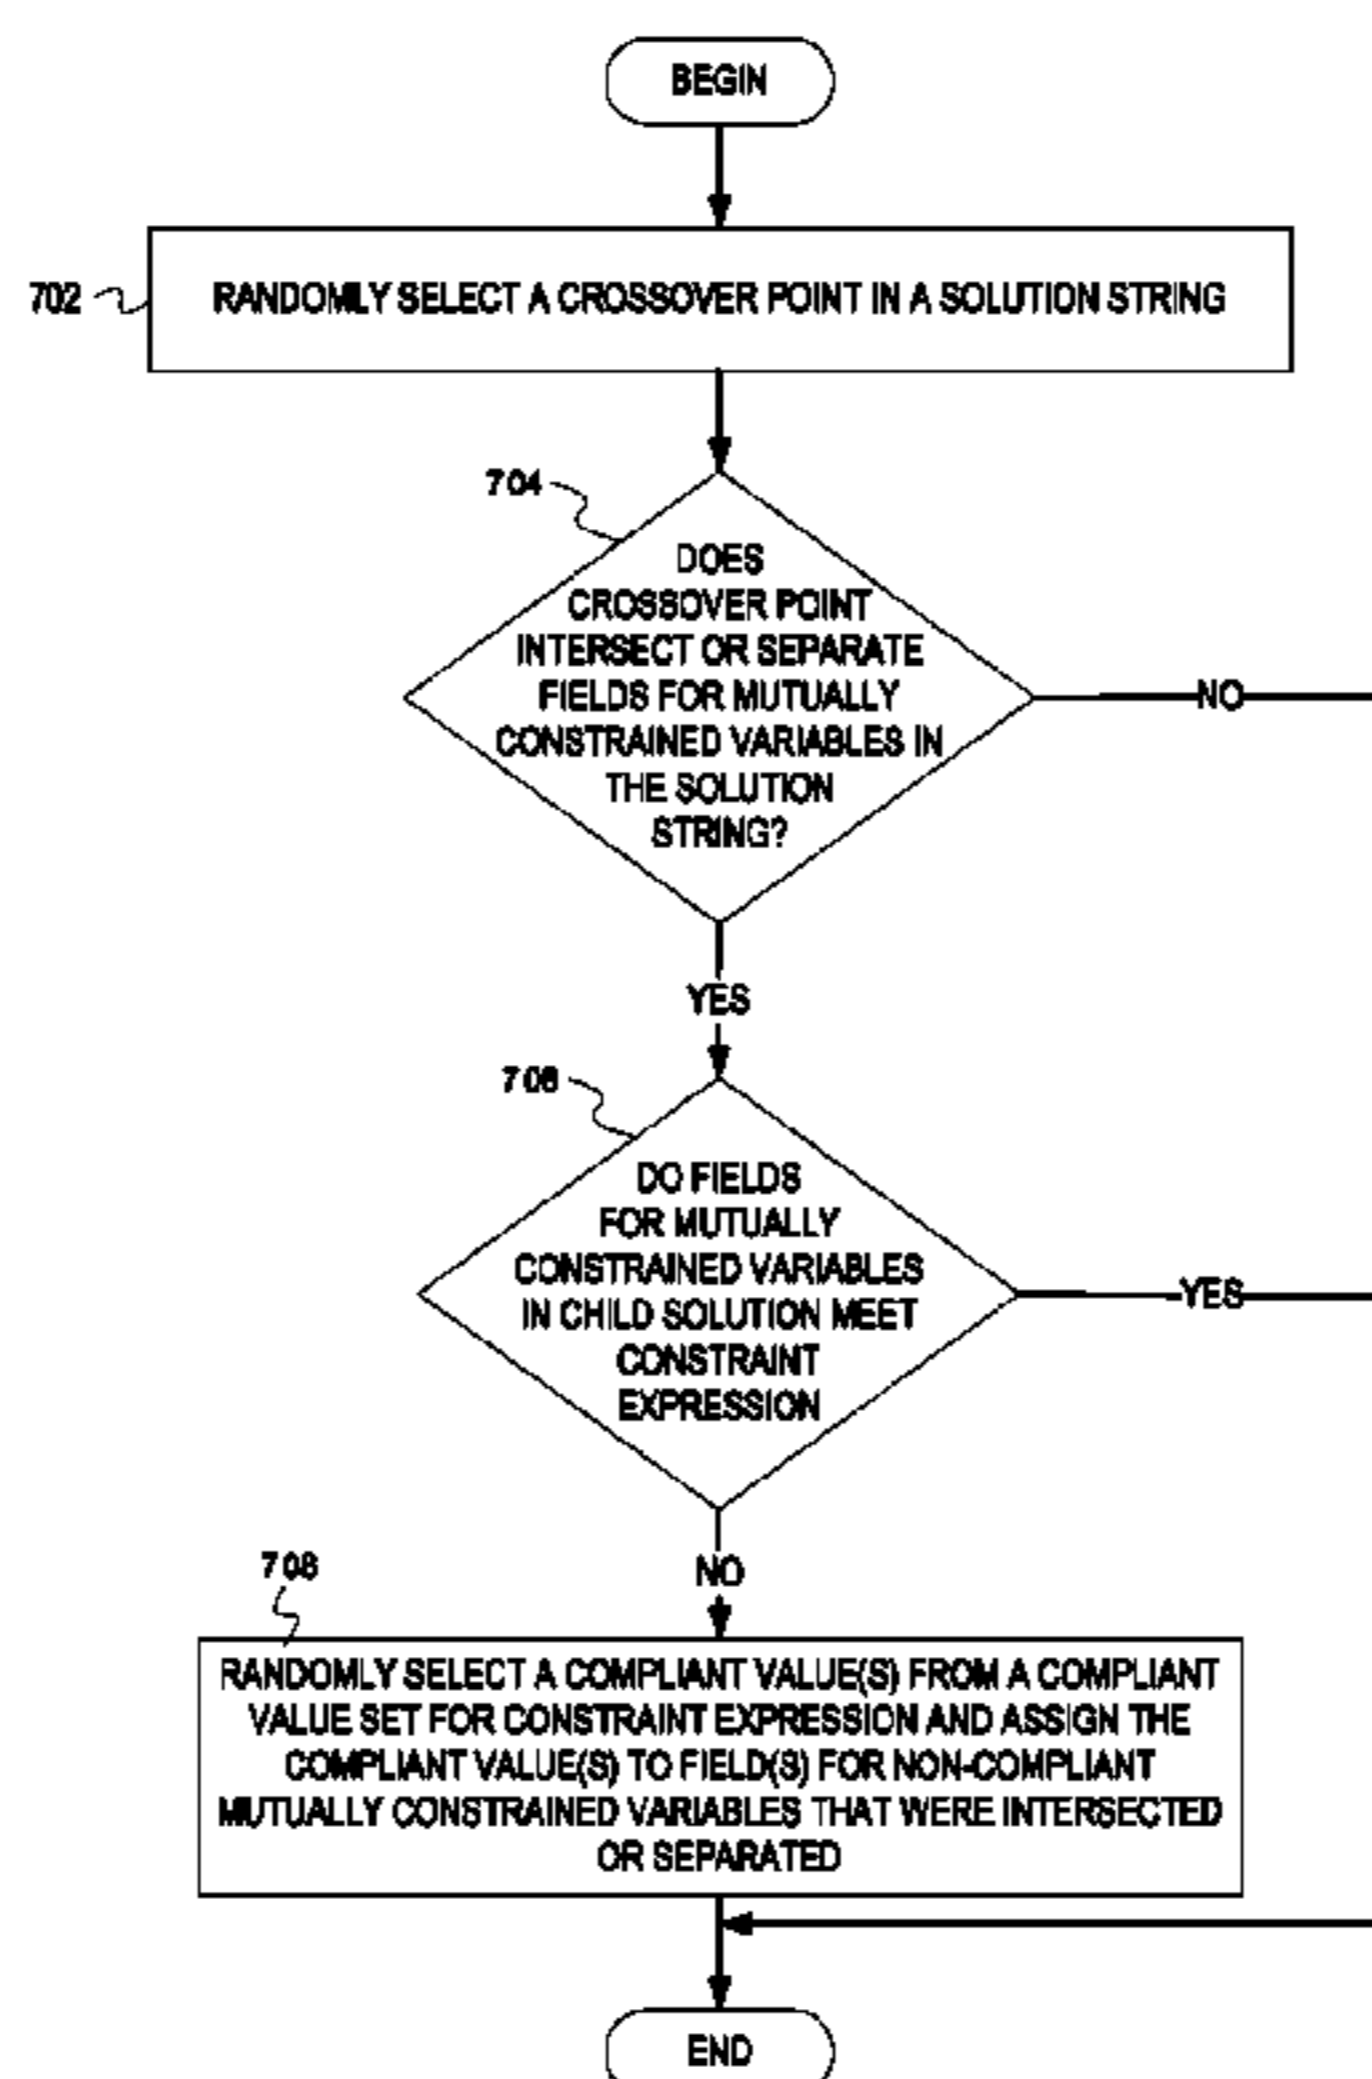 BEGIN
702
RANDOMLY SELECT A CROSSOVER POINT IN A SOLUTION STRING
704
DOES
CROSSOVER POINT
INTERSECT OR SEPARATE
FIELDS FOR MUTUALLY
CONSTRAINED VARIABLES IN
THE SOLUTION
STRING?
NO
YES
706
DO FIELDS
FOR MUTUALLY
CONSTRAINED VARIABLES
IN CHILD SOLUTION MEET
CONSTRAINT
EXPRESSION
YES
NO
708
RANDOMLY SELECT A COMPLIANT VALUE(S) FROM A COMPLIANT
VALUE SET FOR CONSTRAINT EXPRESSION AND ASSIGN THE
COMPLIANT VALUE(S) TO FIELD(S) FOR NON-COMPLIANT
MUTUALLY CONSTRAINED VARIABLES THAT WERE INTERSECTED
OR SEPARATED
END